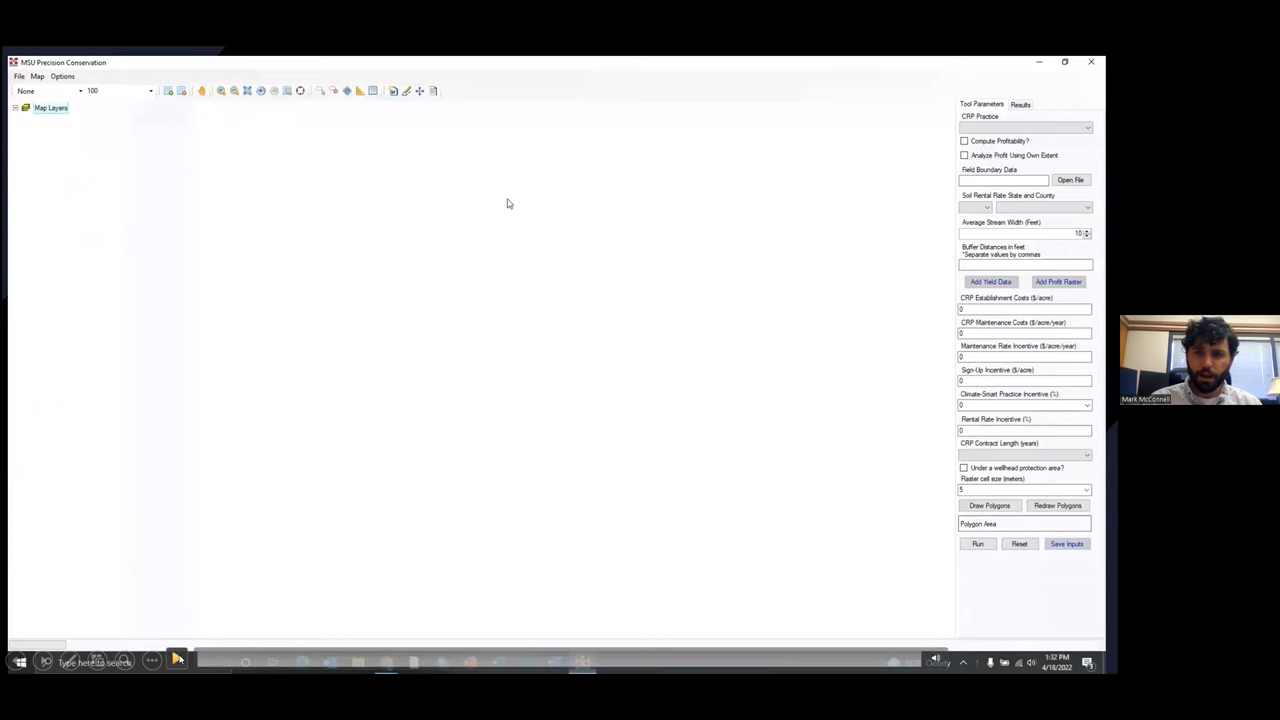 MSU Precision Conservation
File Map Options
None 100
Map Layers
Tool Parameters Results
CRP Practice
Compute Profitability?
Analyze Profit Using Own Extent
Field Boundary Data
Open File
Soil Rental Rate State and County
Average Stream Width (Feet)
10
Buffer Distances in feet
*Separate values by commas
Add Yield Data Add Profit Raster
CRP Establishment Costs ($/acre)
0
CRP Maintenance Costs ($/acre/year)
0
Maintenance Rate Incentive ($/acre/year)
0
Sign-Up Incentive ($/acre)
0
Climate-Smart Practice Incentive (%)
0
Rental Rate Incentive (%)
0
CRP Contract Length (years)
Under a wellhead protection area?
Raster cell size (meters)
5
Draw Polygons Redraw Polygons
Polygon Area
Run Reset Save Inputs
Mark McConnell
Type here to search
Cloudy
1:32 PM
4/18/2022